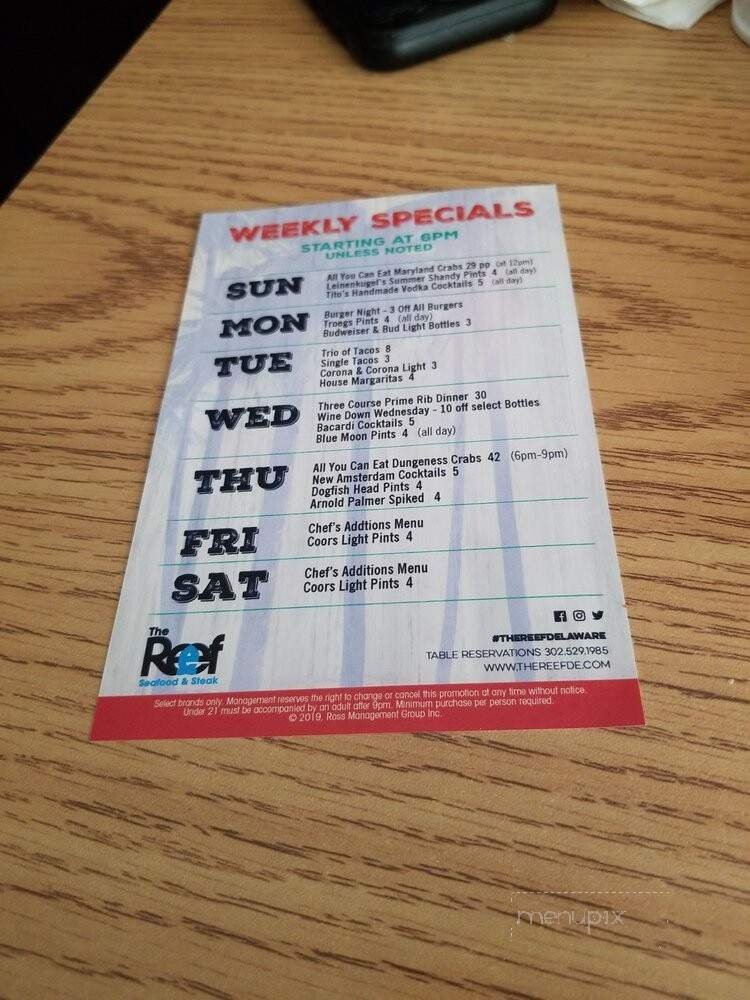 WEEKLY SPECIALS
STARTING AT 6PM
UNLESS NOTED
SUN
All You Can Eat Maryland Crabs 29 pp (at 12pm)
Leinenkugel's Summer Shandy Pints 4 (all day)
Tito's Handmade Vodka Cocktails 5 (all day)
MON
Burger Night - 3 Off All Burgers
Troegs Pints 4 (all day)
Budweiser & Bud Light Bottles 3
TUE
Trio of Tacos 8
Single Tacos 3
Corona & Corona Light 3
House Margaritas 4
WED
Three Course Prime Rib Dinner 30
Wine Down Wednesday - 10 off select Bottles
Bacardi Cocktails 5
Blue Moon Pints 4 (all day)
THU
All You Can Eat Dungeness Crabs 42 (6pm-9pm)
New Amsterdam Cocktails 5
Dogfish Head Pints 4
Arnold Palmer Spiked 4
FRI
Chef's Addtions Menu
Coors Light Pints 4
SAT
Chef's Additions Menu
Coors Light Pints 4
The
Reef
Seafood & Steak
#THEREEFDELAWARE
TABLE RESERVATIONS 302.529.1985
WWW.THEREEFDE.COM
Select brands only. Management reserves the right to change or cancel this promotion at any time without notice.
Under 21 must be accompanied by an adult after 9pm. Minimum purchase per person required.
© 2019, Ross Management Group Inc.
menupix